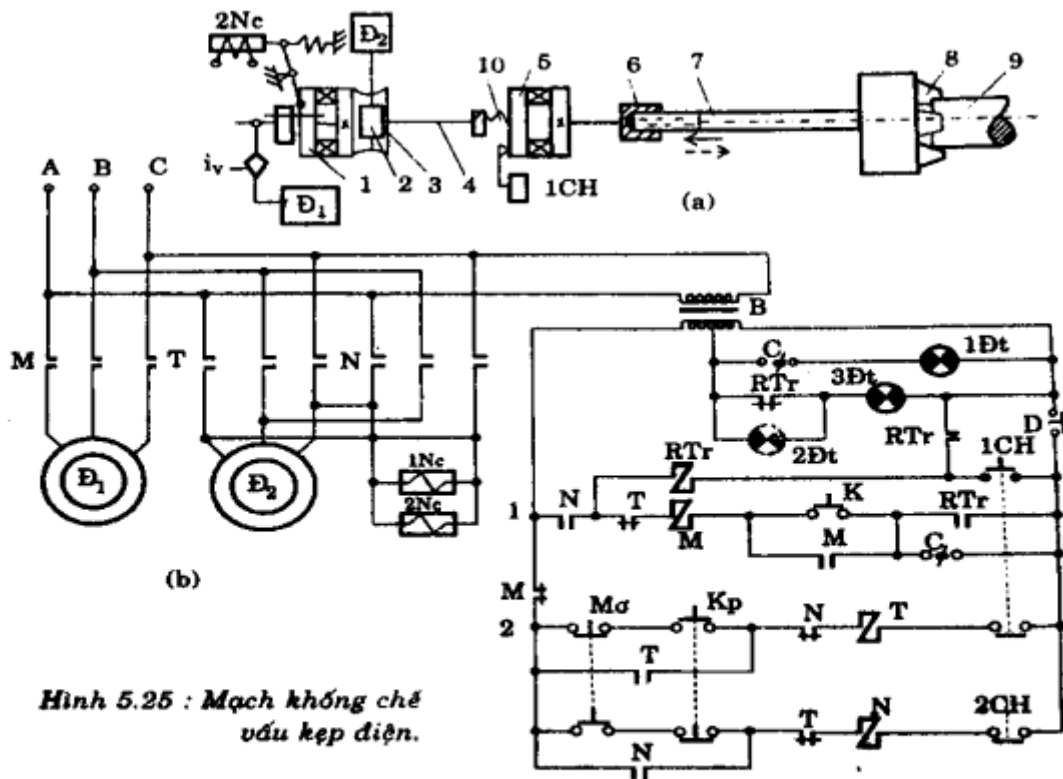 2Nc
Đ2
10
5
6
7
8
9
iv
1
2
3
4
1CH
Đ1
(a)
A B C
B
C
1Đt
RTr
3Đt
M
T
N
2Đt
RTr
D
1CH
RTr
Đ1
Đ2
1Nc
2Nc
1
N
T
M
K
RTr
M
C
(b)
M
2
Mσ
Kp
N
T
T
Hình 5.25 : Mạch khống chế
vấu kẹp điện.
T
N
2CH
N